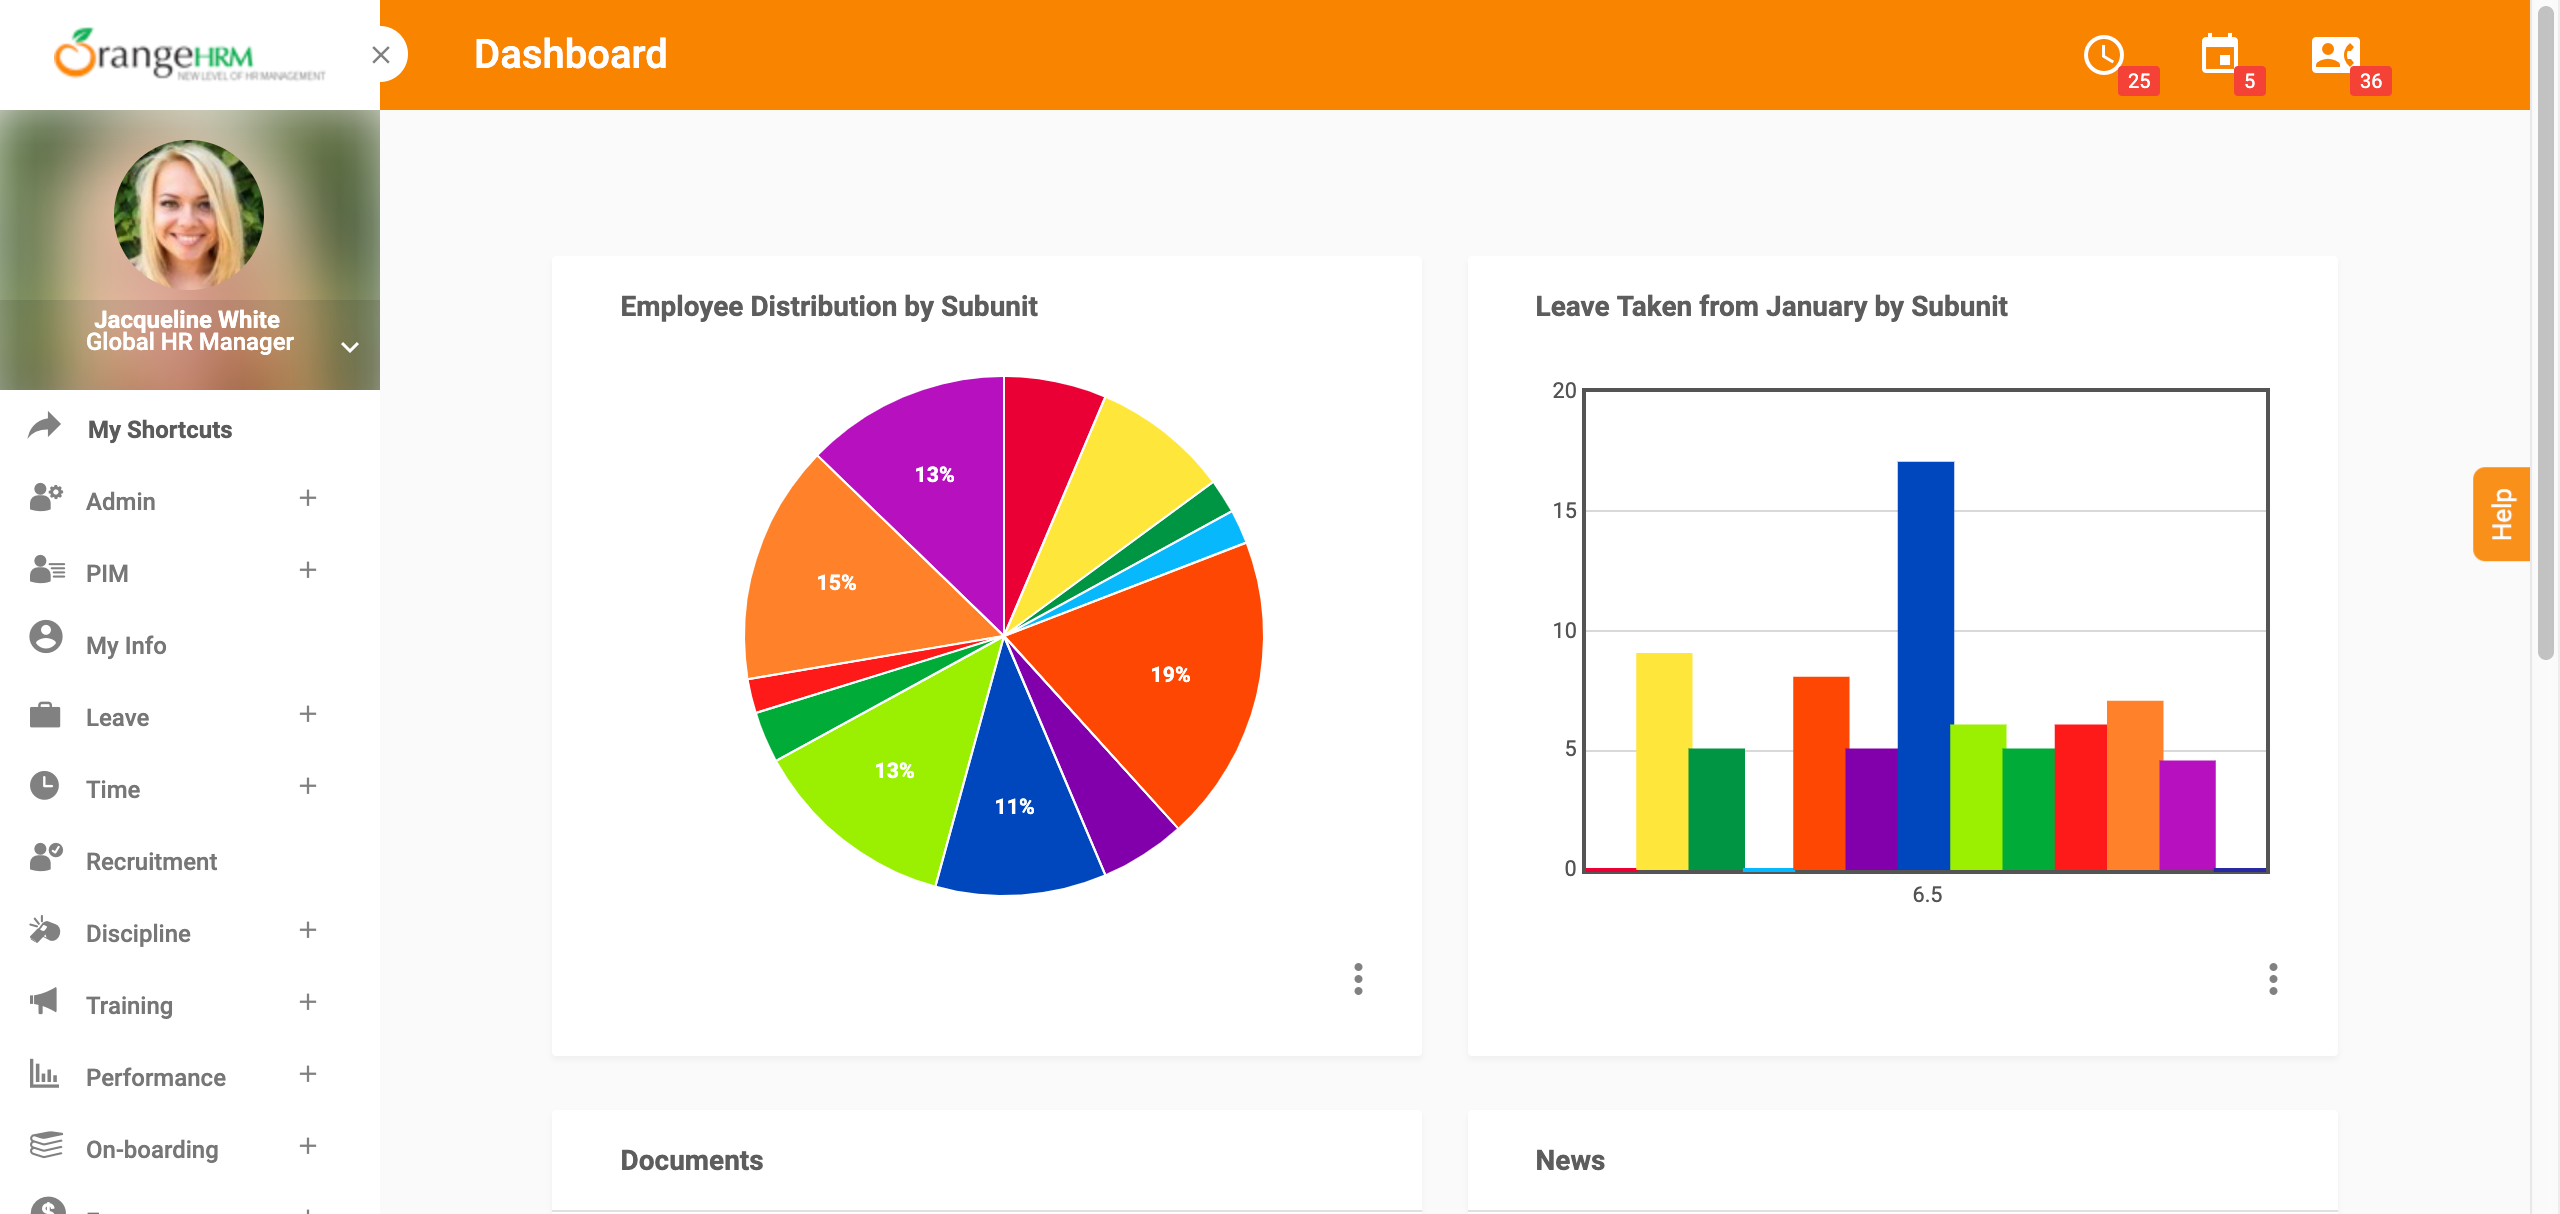 OrangeHRM
NEW LEVEL OF HR MANAGEMENT
Dashboard
25
5
36
Jacqueline White
Global HR Manager
My Shortcuts
Admin
PIM
My Info
Leave
Time
Recruitment
Discipline
Training
Performance
On-boarding
Employee Distribution by Subunit
13%
15%
19%
13%
11%
Leave Taken from January by Subunit
20
15
10
5
0
6.5
Help
Documents
News